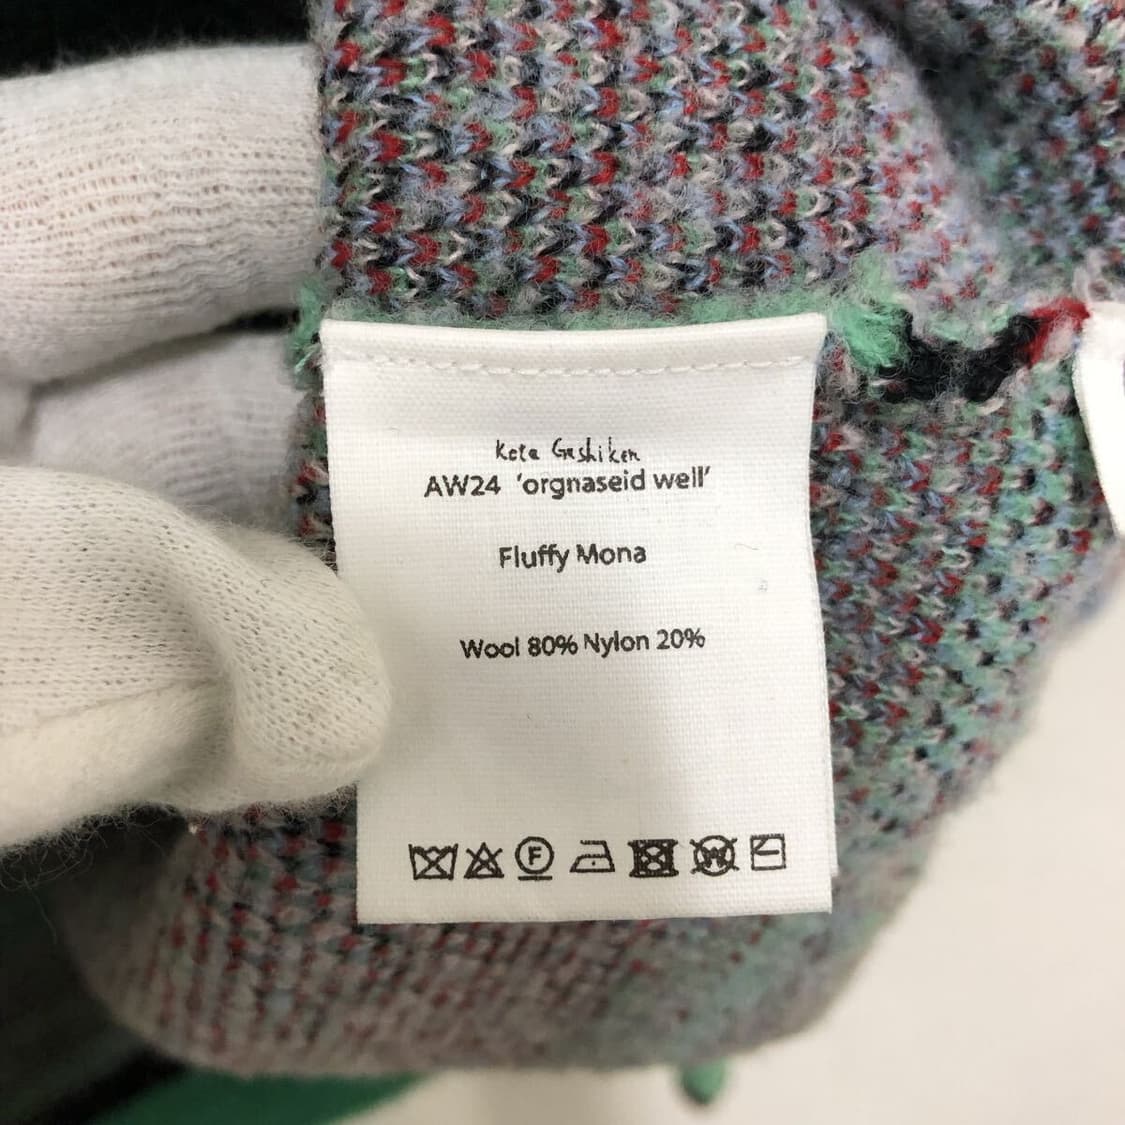 Kota Gushiken
AW24 'orgnaseid well'
Fluffy Mona
Wool 80% Nylon 20%
F W